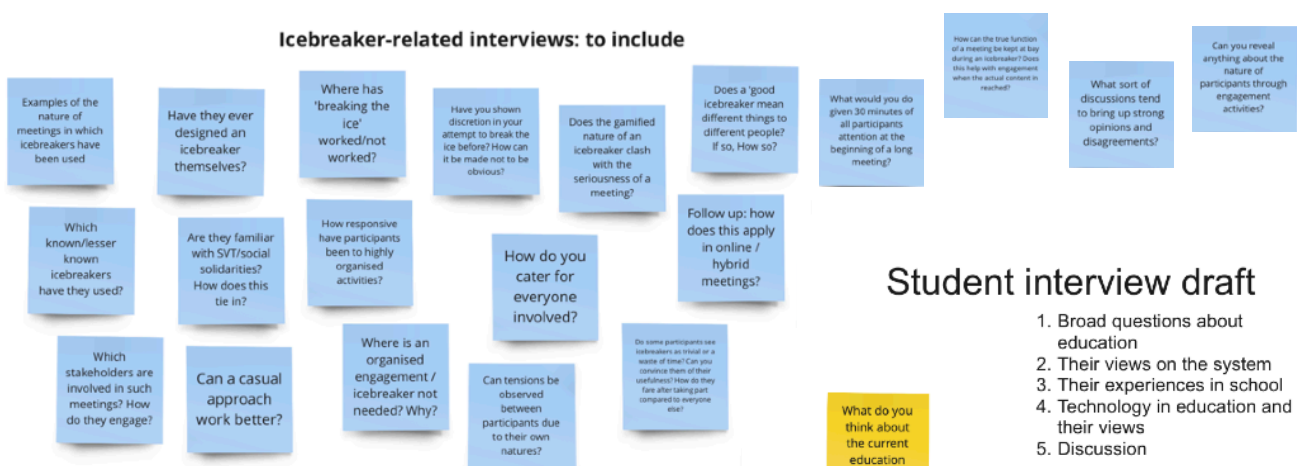 Icebreaker-related interviews: to include
Examples of the
nature of
meetings in which
icebreakers have
been used
Have they ever
designed an
icebreaker
themselves?
Where has
'breaking the
ice'
worked/not
worked?
Have you shown
discretion in your
attempt to break the
ice before? How can
it be made not to be
obvious?
Does the gamified
nature of an
icebreaker clash
with the
seriousness of a
meeting?
Does a 'good
icebreaker mean
different things to
different people?
If so, How so?
What would you do
given 30 minutes of
all participants
attention at the
beginning of a long
meeting?
How can the true function
of a meeting be kept at bay
during an icebreaker? Does
this help with engagement
when the actual content in
reached?
What sort of
discussions tend
to bring up strong
opinions and
disagreements?
Can you reveal
anything about the
nature of
participants through
engagement
activities?
Which
known/lesser
known
icebreakers
have they used?
Are they familiar
with SVT/social
solidarities?
How does this
tie in?
How responsive
have participants
been to highly
organised
activities?
How do you
cater for
everyone
involved?
Follow up: how
does this apply
in online /
hybrid
meetings?
Which
stakeholders are
involved in such
meetings? How
do they engage?
Can a casual
approach
work better?
Where is an
organised
engagement /
icebreaker not
needed? Why?
Can tensions be
observed
between
participants due
to their own
natures?
Do some participants see
icebreakers as trivial or a
waste of time? Can you
convince them of their
usefulness? How do they
fare after taking part
compared to everyone
else?
Student interview draft
1. Broad questions about
education
2. Their views on the system
3. Their experiences in school
4. Technology in education and
their views
5. Discussion
What do you
think about
the current
education